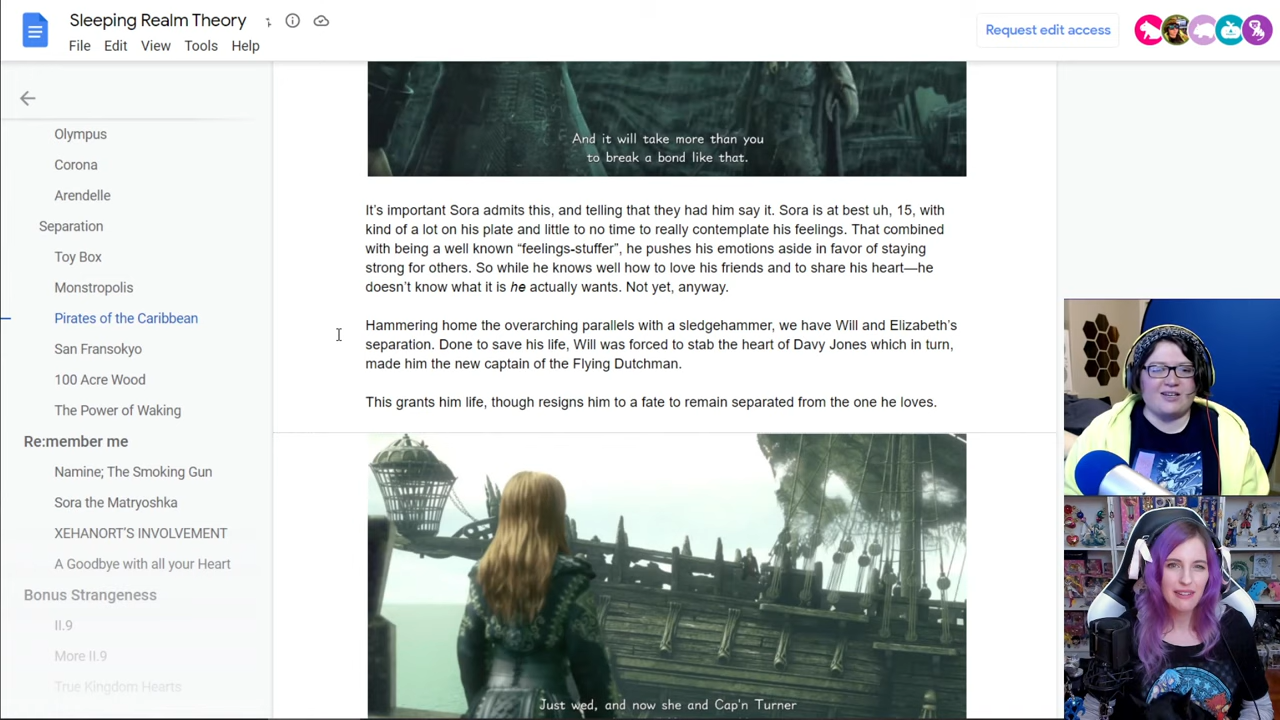 Sleeping Realm Theory
File Edit View Tools Help
Request edit access
Olympus
Corona
Arendelle
Separation
Toy Box
Monstropolis
Pirates of the Caribbean
San Fransokyo
100 Acre Wood
The Power of Waking
Re:member me
Namine; The Smoking Gun
Sora the Matryoshka
XEHANORT'S INVOLVEMENT
A Goodbye with all your Heart
Bonus Strangeness
II.9
More II.9
True Kingdom Hearts
And it will take more than you
to break a bond like that.
It's important Sora admits this, and telling that they had him say it. Sora is at best uh, 15, with
kind of a lot on his plate and little to no time to really contemplate his feelings. That combined
with being a well known “feelings-stuffer”, he pushes his emotions aside in favor of staying
strong for others. So while he knows well how to love his friends and to share his heart—he
doesn't know what it is he actually wants. Not yet, anyway.
Hammering home the overarching parallels with a sledgehammer, we have Will and Elizabeth's
separation. Done to save his life, Will was forced to stab the heart of Davy Jones which in turn,
made him the new captain of the Flying Dutchman.
This grants him life, though resigns him to a fate to remain separated from the one he loves.
Just wed, and now she and Cap'n Turner